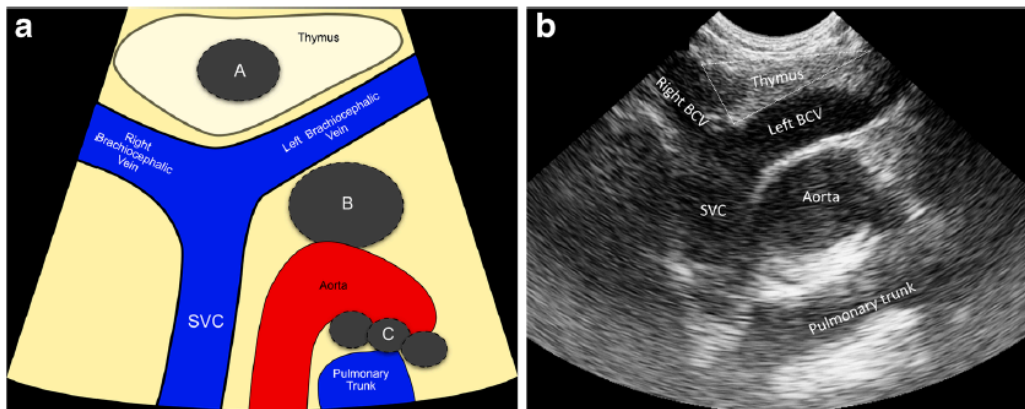 a
Thymus
A
Left Brachiocephalic
Vein
Right
Brachiocephalic
Vein
B
Aorta
SVC
C
Pulmonary
Trunk
b
Thymus
Right BCV
Left BCV
Aorta
SVC
Pulmonary trunk